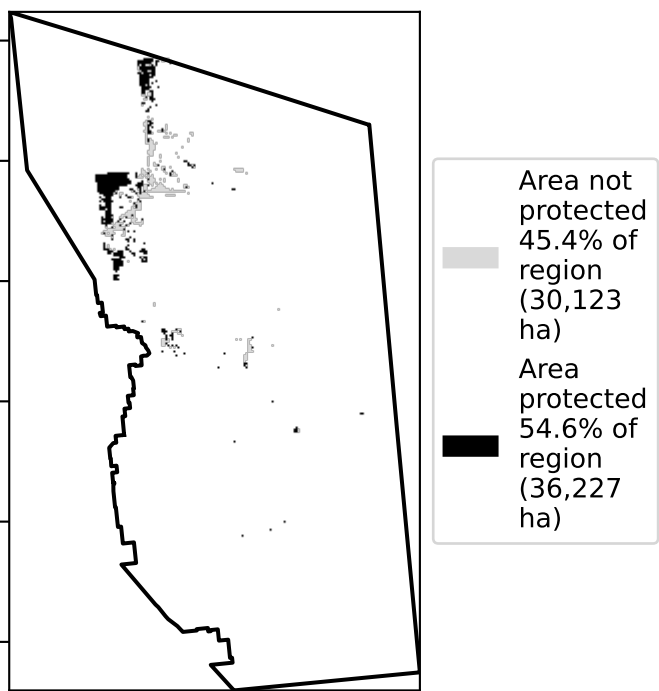 Area not
protected
45.4% of
region
(30,123
ha)
Area
protected
54.6% of
region
(36,227
ha)